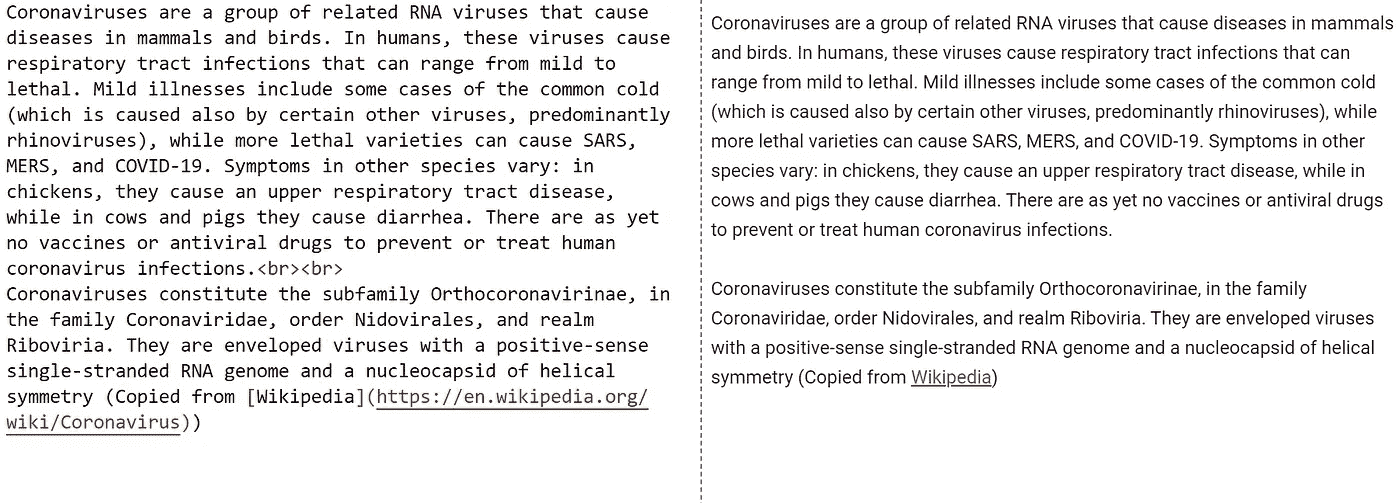 Coronaviruses are a group of related RNA viruses that cause
diseases in mammals and birds. In humans, these viruses cause
respiratory tract infections that can range from mild to
lethal. Mild illnesses include some cases of the common cold
(which is caused also by certain other viruses, predominantly
rhinoviruses), while more lethal varieties can cause SARS,
MERS, and COVID-19. Symptoms in other species vary: in
chickens, they cause an upper respiratory tract disease,
while in cows and pigs they cause diarrhea. There are as yet
no vaccines or antiviral drugs to prevent or treat human
coronavirus infections.<br><br>
Coronaviruses constitute the subfamily Orthocoronavirinae, in
the family Coronaviridae, order Nidovirales, and realm
Riboviria. They are enveloped viruses with a positive-sense
single-stranded RNA genome and a nucleocapsid of helical
symmetry (Copied from [Wikipedia](https://en.wikipedia.org/
wiki/Coronavirus))
Coronaviruses are a group of related RNA viruses that cause diseases in mammals
and birds. In humans, these viruses cause respiratory tract infections that can
range from mild to lethal. Mild illnesses include some cases of the common cold
(which is caused also by certain other viruses, predominantly rhinoviruses), while
more lethal varieties can cause SARS, MERS, and COVID-19. Symptoms in other
species vary: in chickens, they cause an upper respiratory tract disease, while in
cows and pigs they cause diarrhea. There are as yet no vaccines or antiviral drugs
to prevent or treat human coronavirus infections.
Coronaviruses constitute the subfamily Orthocoronavirinae, in the family
Coronaviridae, order Nidovirales, and realm Riboviria. They are enveloped viruses
with a positive-sense single-stranded RNA genome and a nucleocapsid of helical
symmetry (Copied from Wikipedia)